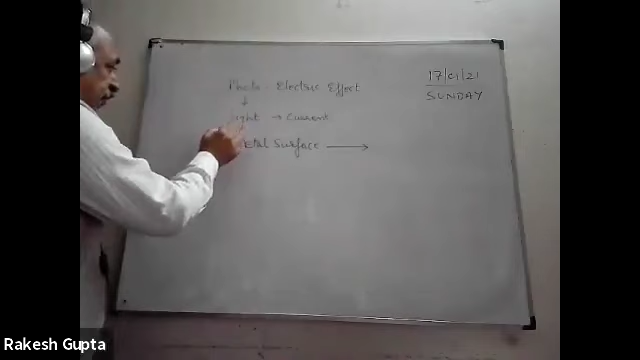 Photo Electric Effect
17/01/21
SUNDAY
↓
Light → Current
Metal Surface →
Rakesh Gupta